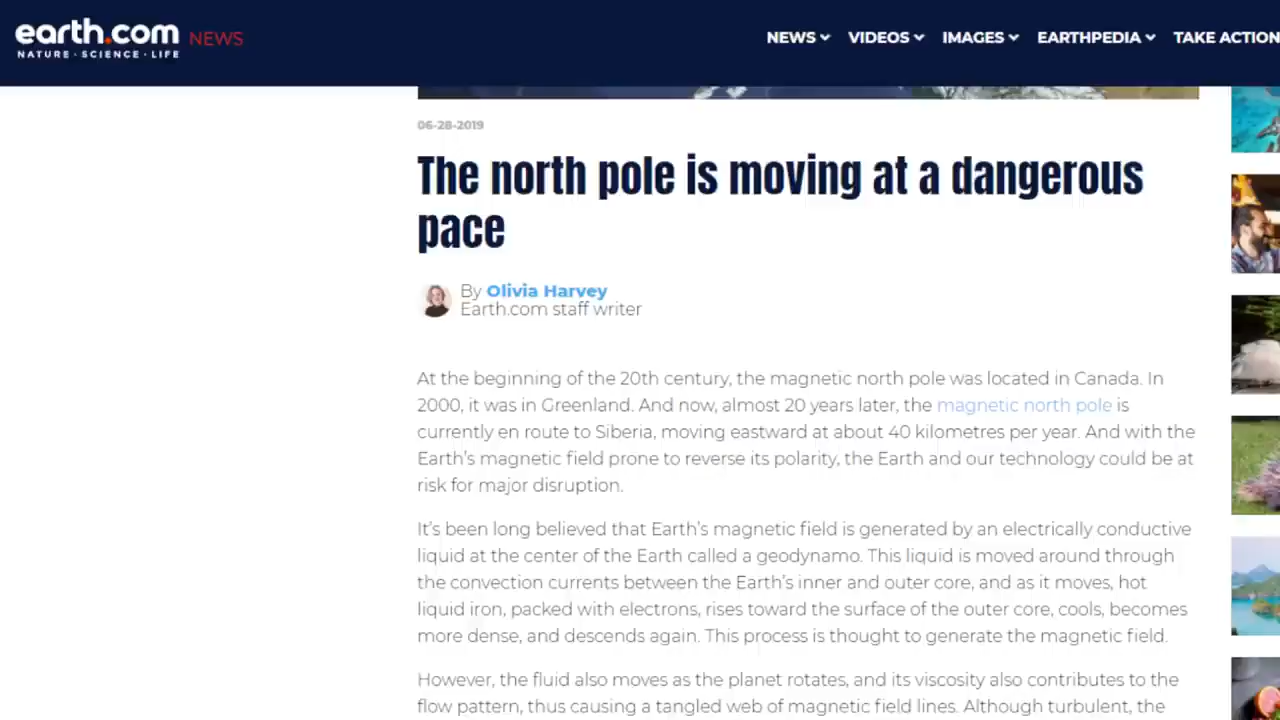 earth.com NEWS
NATURE · SCIENCE · LIFE
NEWS VIDEOS IMAGES EARTHPEDIA TAKE ACTION
06-28-2019
The north pole is moving at a dangerous
pace
By Olivia Harvey
Earth.com staff writer
At the beginning of the 20th century, the magnetic north pole was located in Canada. In
2000, it was in Greenland. And now, almost 20 years later, the magnetic north pole is
currently en route to Siberia, moving eastward at about 40 kilometres per year. And with the
Earth's magnetic field prone to reverse its polarity, the Earth and our technology could be at
risk for major disruption.
It's been long believed that Earth's magnetic field is generated by an electrically conductive
liquid at the center of the Earth called a geodynamo. This liquid is moved around through
the convection currents between the Earth's inner and outer core, and as it moves, hot
liquid iron, packed with electrons, rises toward the surface of the outer core, cools, becomes
more dense, and descends again. This process is thought to generate the magnetic field.
However, the fluid also moves as the planet rotates, and its viscosity also contributes to the
flow pattern, thus causing a tangled web of magnetic field lines. Although turbulent, the